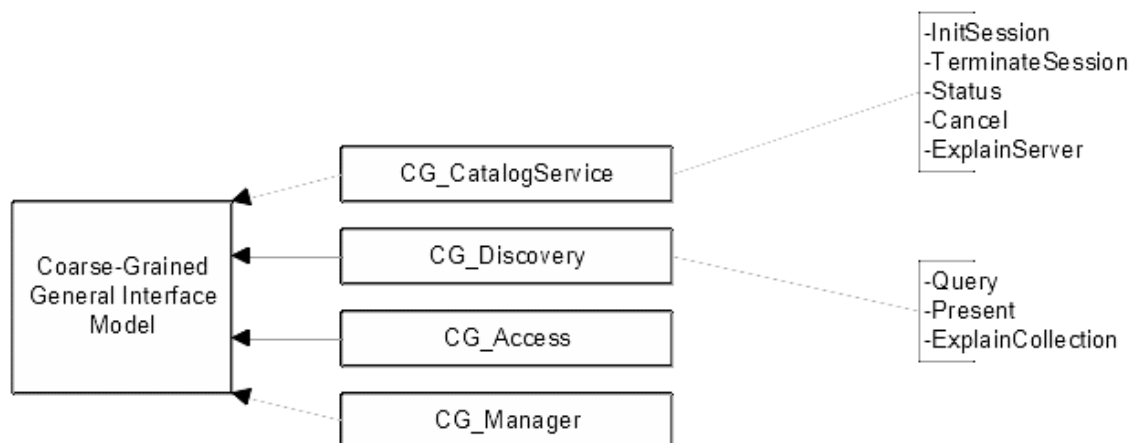 -InitSession
-TerminateSession
-Status
-Cancel
-ExplainServer
CG_CatalogService
CG_Discovery
Coarse-Grained
General Interface
Model
-Query
-Present
-ExplainCollection
CG_Access
CG_Manager